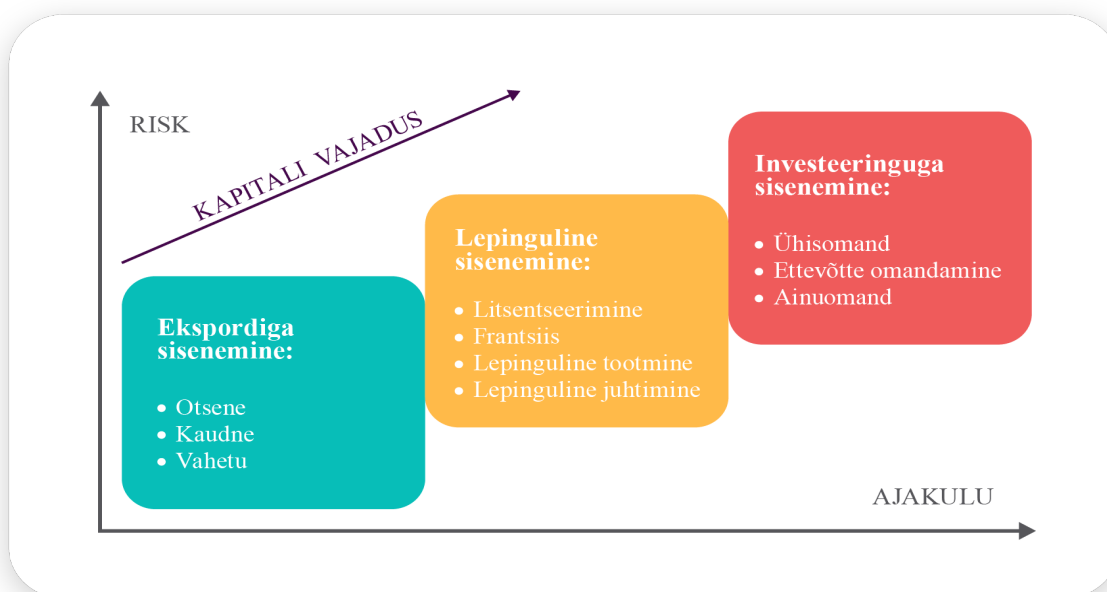 RISK
KAPITALI VAJADUS
Ekspordiga
sisenemine:
• Otsene
• Kaudne
• Vahetu
Lepinguline
sisenemine:
• Litsentseerimine
• Frantsiis
• Lepinguline tootmine
• Lepinguline juhtimine
Investeeringuga
sisenemine:
• Ühisomand
• Ettevõtte omandamine
• Ainuomand
AJAKULU